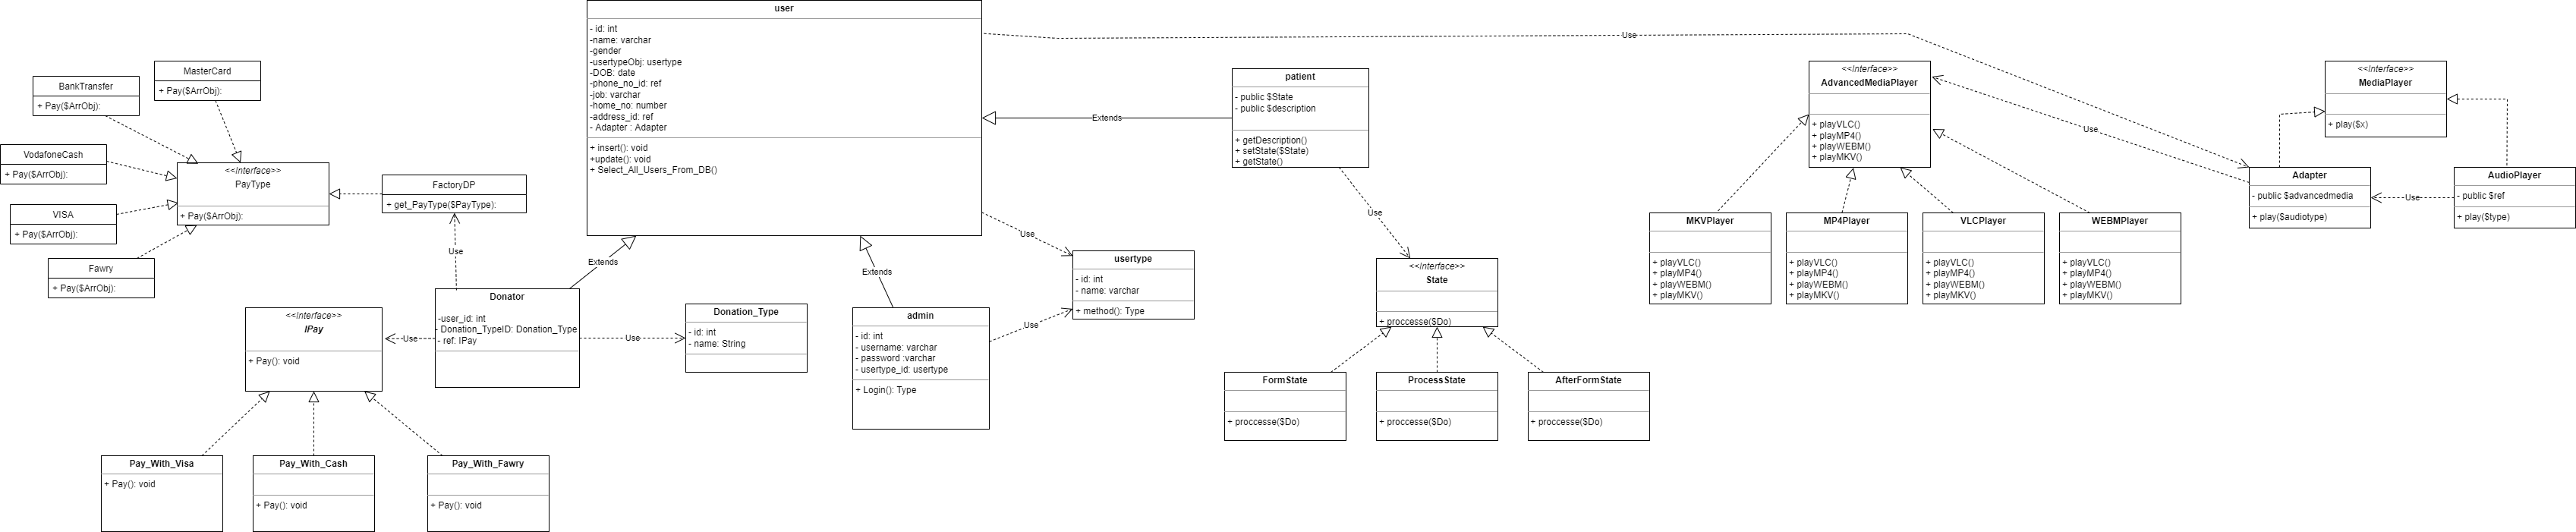 user
- id: int
-name: varchar
-gender
-usertypeObj: usertype
-DOB: date
-phone_no_id: ref
-job: varchar
-home_no: number
-address_id: ref
- Adapter : Adapter
+ insert(): void
+update(): void
+ Select_All_Users_From_DB()
MasterCard
+ Pay($ArrObj):
BankTransfer
+ Pay($ArrObj):
VodafoneCash
+ Pay($ArrObj):
VISA
+ Pay($ArrObj):
Fawry
+ Pay($ArrObj):
<<Interface>>
PayType
+ Pay($ArrObj):
FactoryDP
+ get_PayType($PayType):
Use
Extends
Donator
-user_id: int
- Donation_TypeID: Donation_Type
- ref: IPay
Use
Use
<<Interface>>
IPay
+ Pay(): void
Pay_With_Visa
+ Pay(): void
Pay_With_Cash
+ Pay(): void
Pay_With_Fawry
+ Pay(): void
Donation_Type
- id: int
- name: String
Extends
admin
- id: int
- username: varchar
- password :varchar
- usertype_id: usertype
+ Login(): Type
Use
Use
usertype
- id: int
- name: varchar
+ method(): Type
Extends
patient
- public $State
- public $description
+ getDescription()
+ setState($State)
+ getState()
Use
<<Interface>>
State
+ proccesse($Do)
FormState
+ proccesse($Do)
ProcessState
+ proccesse($Do)
AfterFormState
+ proccesse($Do)
Use
<<Interface>>
AdvancedMediaPlayer
+ playVLC()
+ playMP4()
+ playWEBM()
+ playMKV()
MKVPlayer
+ playVLC()
+ playMP4()
+ playWEBM()
+ playMKV()
MP4Player
+ playVLC()
+ playMP4()
+ playWEBM()
+ playMKV()
VLCPlayer
+ playVLC()
+ playMP4()
+ playWEBM()
+ playMKV()
WEBMPlayer
+ playVLC()
+ playMP4()
+ playWEBM()
+ playMKV()
Use
<<Interface>>
MediaPlayer
+ play($x)
Adapter
- public $advancedmedia
+ play($audiotype)
Use
AudioPlayer
- public $ref
+ play($type)